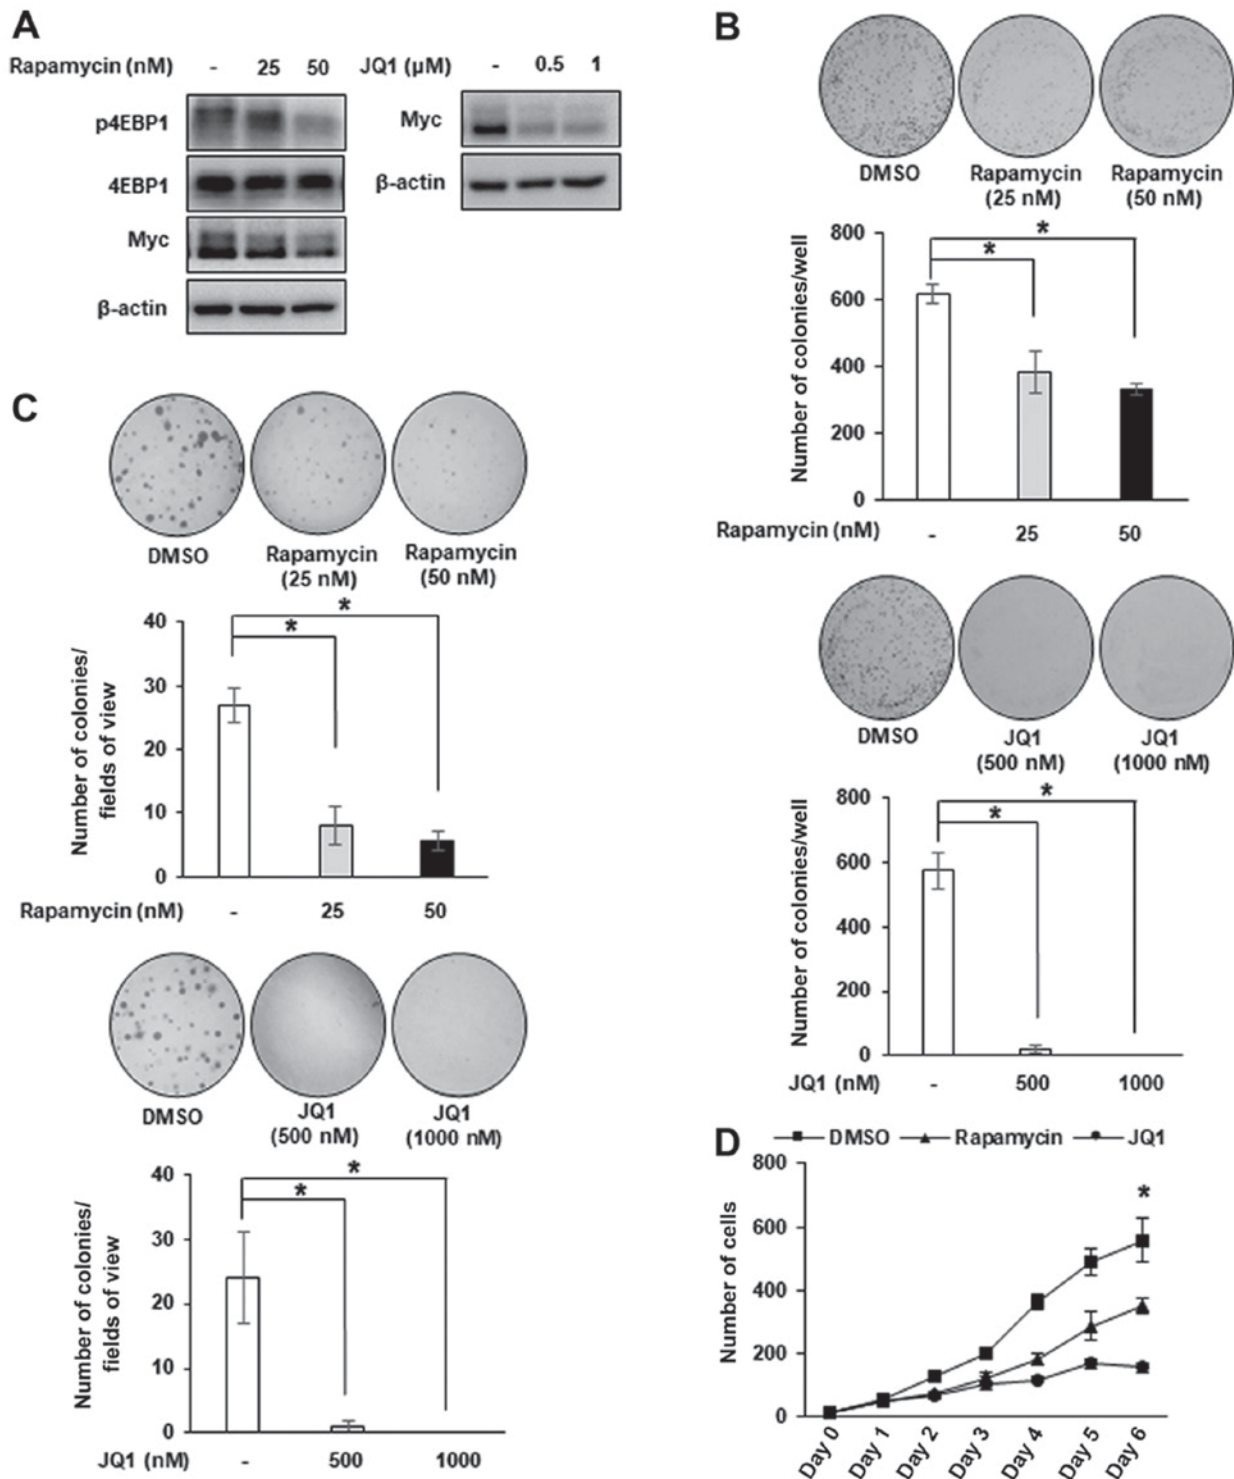 A
Rapamycin (nM) - 25 50
p4EBP1
4EBP1
Myc
β-actin
JQ1 (µM) - 0.5 1
Myc
β-actin
B
DMSO
Rapamycin
(25 nM)
Rapamycin
(50 nM)
Number of colonies/well
800
600
400
200
0
*
*
Rapamycin (nM) - 25 50
DMSO
JQ1
(500 nM)
JQ1
(1000 nM)
Number of colonies/well
800
600
400
200
0
*
*
JQ1 (nM) - 500 1000
C
DMSO
Rapamycin
(25 nM)
Rapamycin
(50 nM)
Number of colonies/
fields of view
40
30
20
10
0
*
*
Rapamycin (nM) - 25 50
DMSO
JQ1
(500 nM)
JQ1
(1000 nM)
Number of colonies/
fields of view
40
30
20
10
0
*
*
JQ1 (nM) - 500 1000
D
DMSO Rapamycin JQ1
Number of cells
800
600
400
200
0
*
Day 0
Day 1
Day 2
Day 3
Day 4
Day 5
Day 6